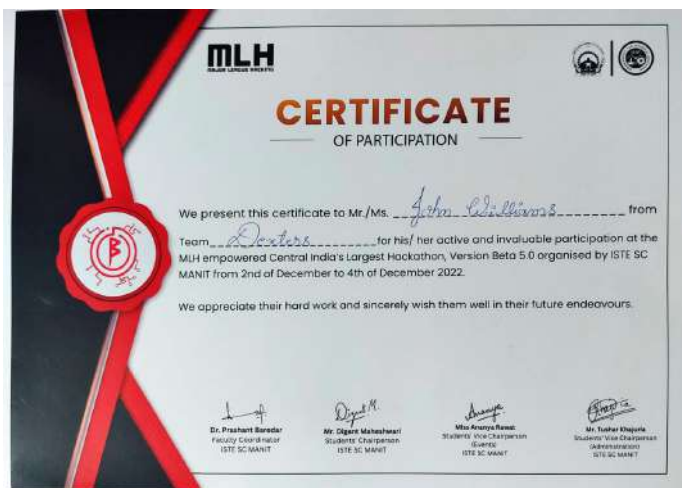 MLH
MAJOR LEAGUE HACKING
CERTIFICATE
OF PARTICIPATION
We present this certificate to Mr./Ms. John Williams from
Team Dexters for his/ her active and invaluable participation at the
MLH empowered Central India's Largest Hackathon, Version Beta 5.0 organised by ISTE SC
MANIT from 2nd of December to 4th of December 2022.
We appreciate their hard work and sincerely wish them well in their future endeavours.
Digant M.
Ananya
Dr. Prashant Baredar
Faculty Coordinator
ISTE SC MANIT
Mr. Digant Maheshwari
Students' Chairperson
ISTE SC MANIT
Miss Ananya Rawat
Students' Vice Chairperson
(Events)
ISTE SC MANIT
Mr. Tushar Khajuria
Students' Vice Chairperson
(Administration)
ISTE SC MANIT